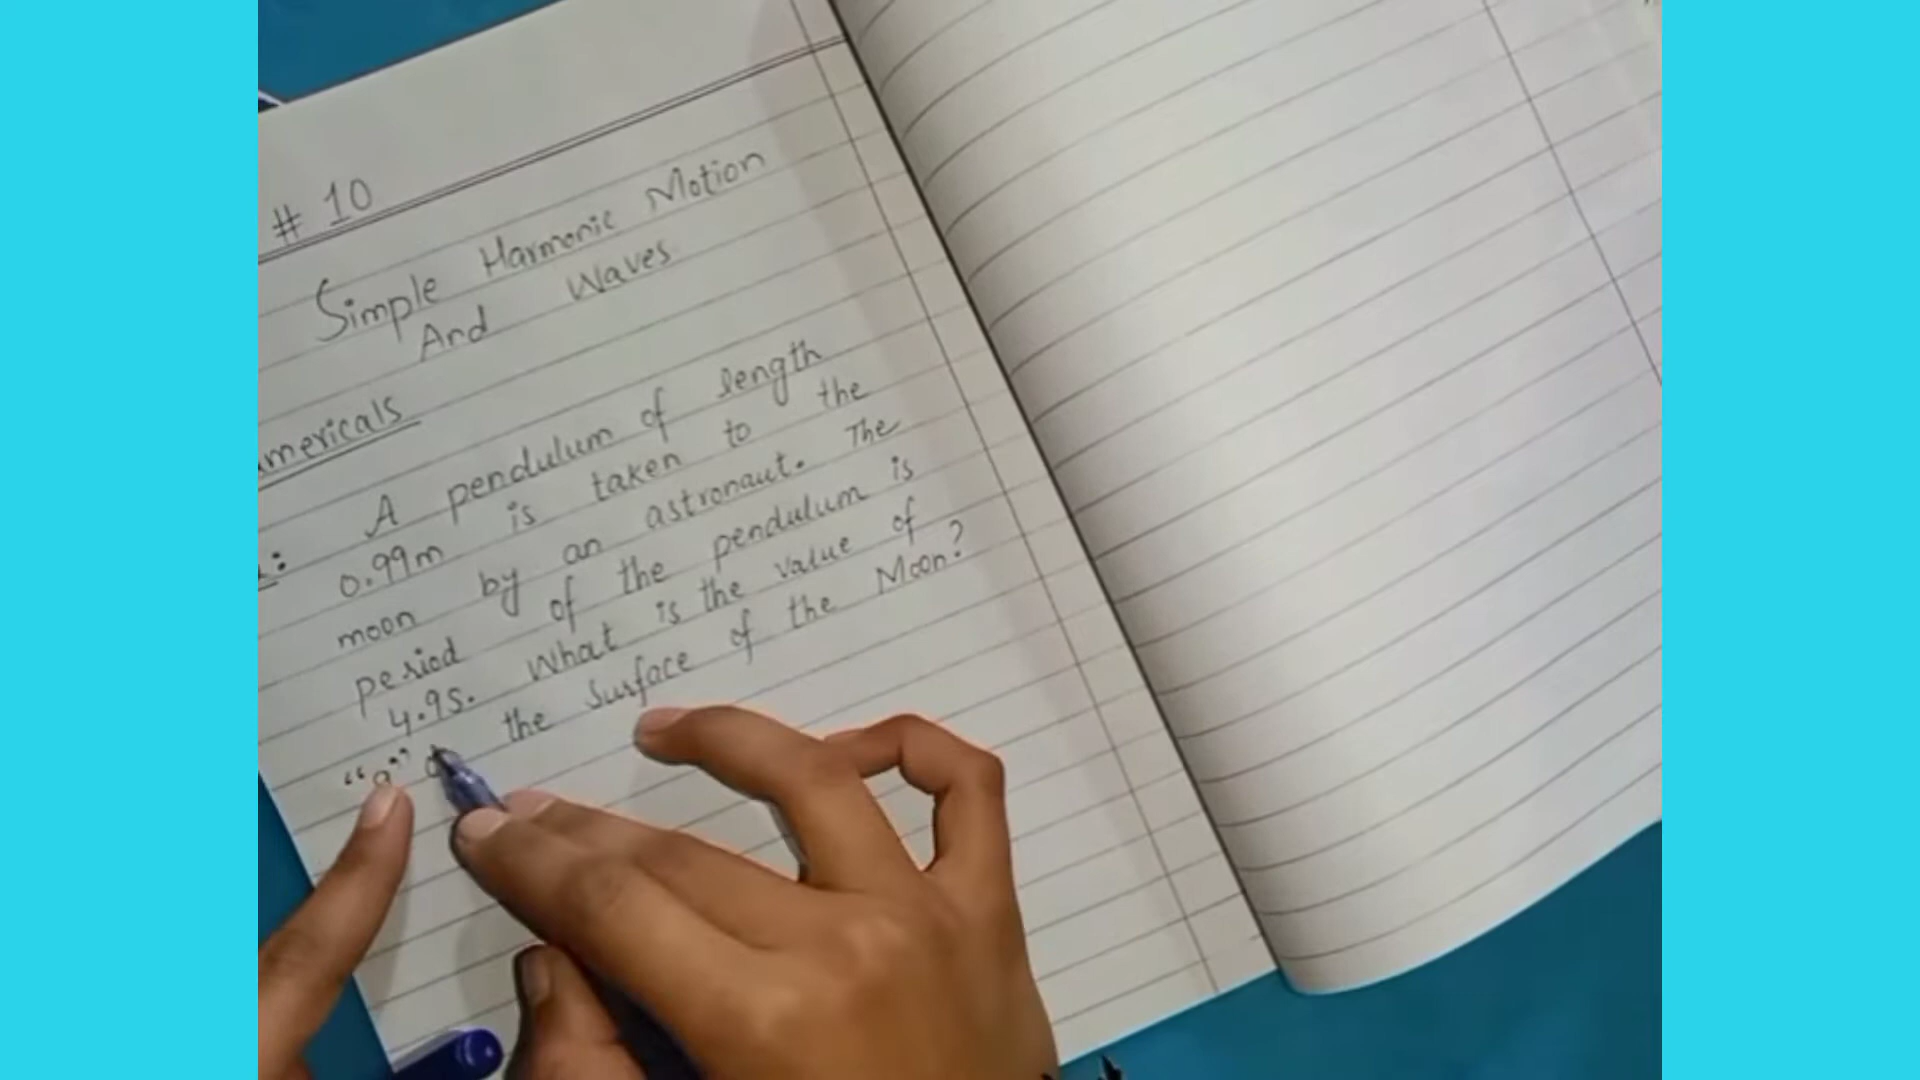 # 10
Simple Harmonic Motion
And Waves
umericals
: A pendulum of length
0.99m is taken to the
moon by an astronaut. The
period of the pendulum is
4.9s. What is the value of
"g" the Surface of the Moon?